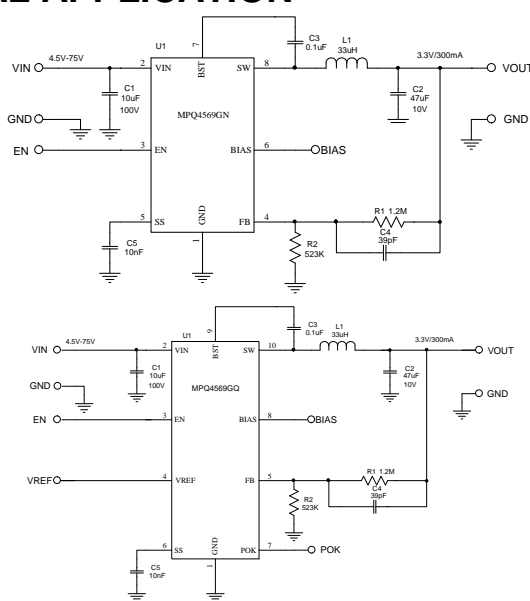 U1
7
C3
0.1uF
L1
33uH
VIN
4.5V-75V
2
VIN
BST
SW
8
3.3V/300mA
VOUT
C1
10uF
100V
C2
47uF
10V
GND
MPQ4569GN
GND
EN
3
EN
BIAS
6
BIAS
5
SS
GND
FB
4
R1 1.2M
C4
39pF
C5
10nF
1
R2
523K
U1
9
C3
0.1uF
L1
33uH
VIN
4.5V-75V
2
VIN
BST
SW
10
3.3V/300mA
VOUT
C1
10uF
100V
C2
47uF
10V
GND
MPQ4569GQ
GND
EN
3
EN
BIAS
8
BIAS
VREF
4
VREF
FB
5
R1 1.2M
C4
39pF
R2
523K
6
SS
GND
POK
7
POK
C5
10nF
1